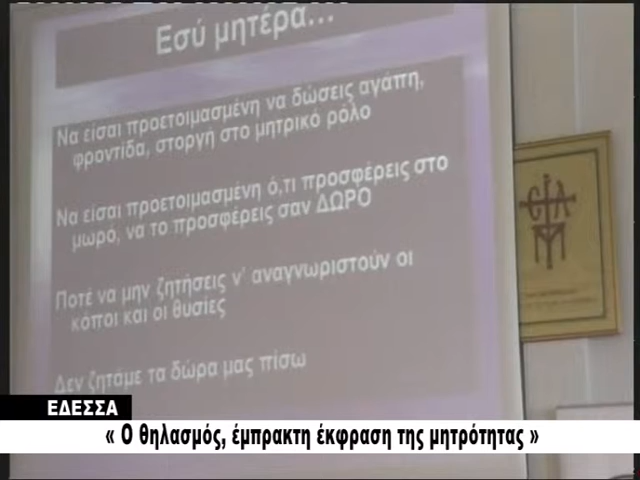 Εσύ μητέρα...
Να είσαι προετοιμασμένη να δώσεις αγάπη,
φροντίδα, στοργή στο μητρικό ρόλο
Να είσαι προετοιμασμένη ό,τι προσφέρεις στο
μωρό, να το προσφέρεις σαν ΔΩΡΟ
Ποτέ να μην ζητήσεις ν' αναγνωριστούν οι
κόποι και οι θυσίες
Δεν ζητάμε τα δώρα μας πίσω
ΕΔΕΣΣΑ
« Ο θηλασμός, έμπρακτη έκφραση της μητρότητας »